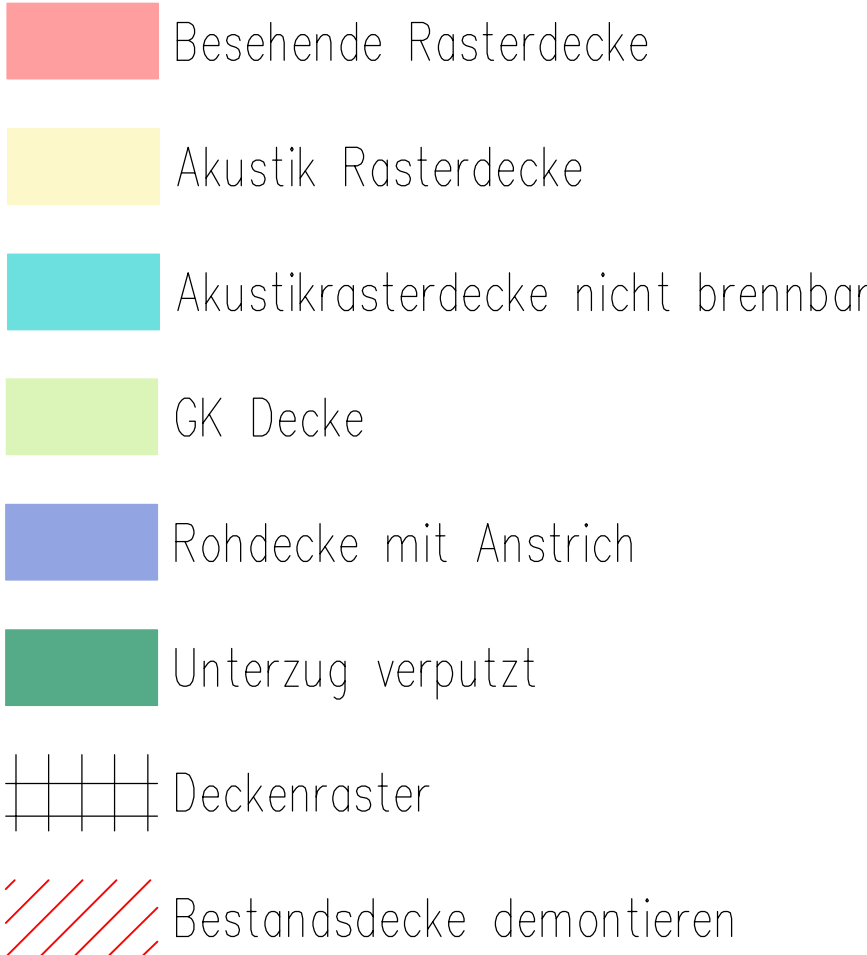 Besehende Rasterdecke
Akustik Rasterdecke
Akustikrasterdecke nicht brennbar
GK Decke
Rohdecke mit Anstrich
Unterzug verputzt
Deckenraster
Bestandsdecke demontieren